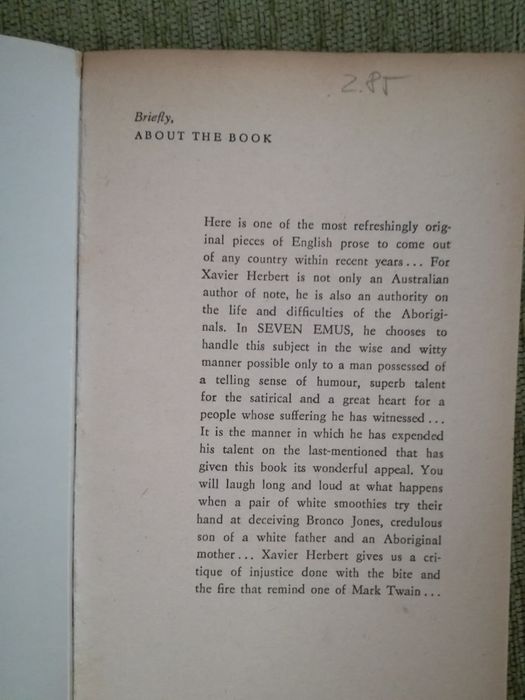 2.85
Briefly,
ABOUT THE BOOK
Here is one of the most refreshingly orig-
inal pieces of English prose to come out
of any country within recent years... For
Xavier Herbert is not only an Australian
author of note, he is also an authority on
the life and difficulties of the Aborigi-
nals. In SEVEN EMUS, he chooses to
handle this subject in the wise and witty
manner possible only to a man possessed of
a telling sense of humour, superb talent
for the satirical and a great heart for a
people whose suffering he has witnessed ...
It is the manner in which he has expended
his talent on the last-mentioned that has
given this book its wonderful appeal. You
will laugh long and loud at what happens
when a pair of white smoothies try their
hand at deceiving Bronco Jones, credulous
son of a white father and an Aboriginal
mother... Xavier Herbert gives us a cri-
tique of injustice done with the bite and
the fire that remind one of Mark Twain...